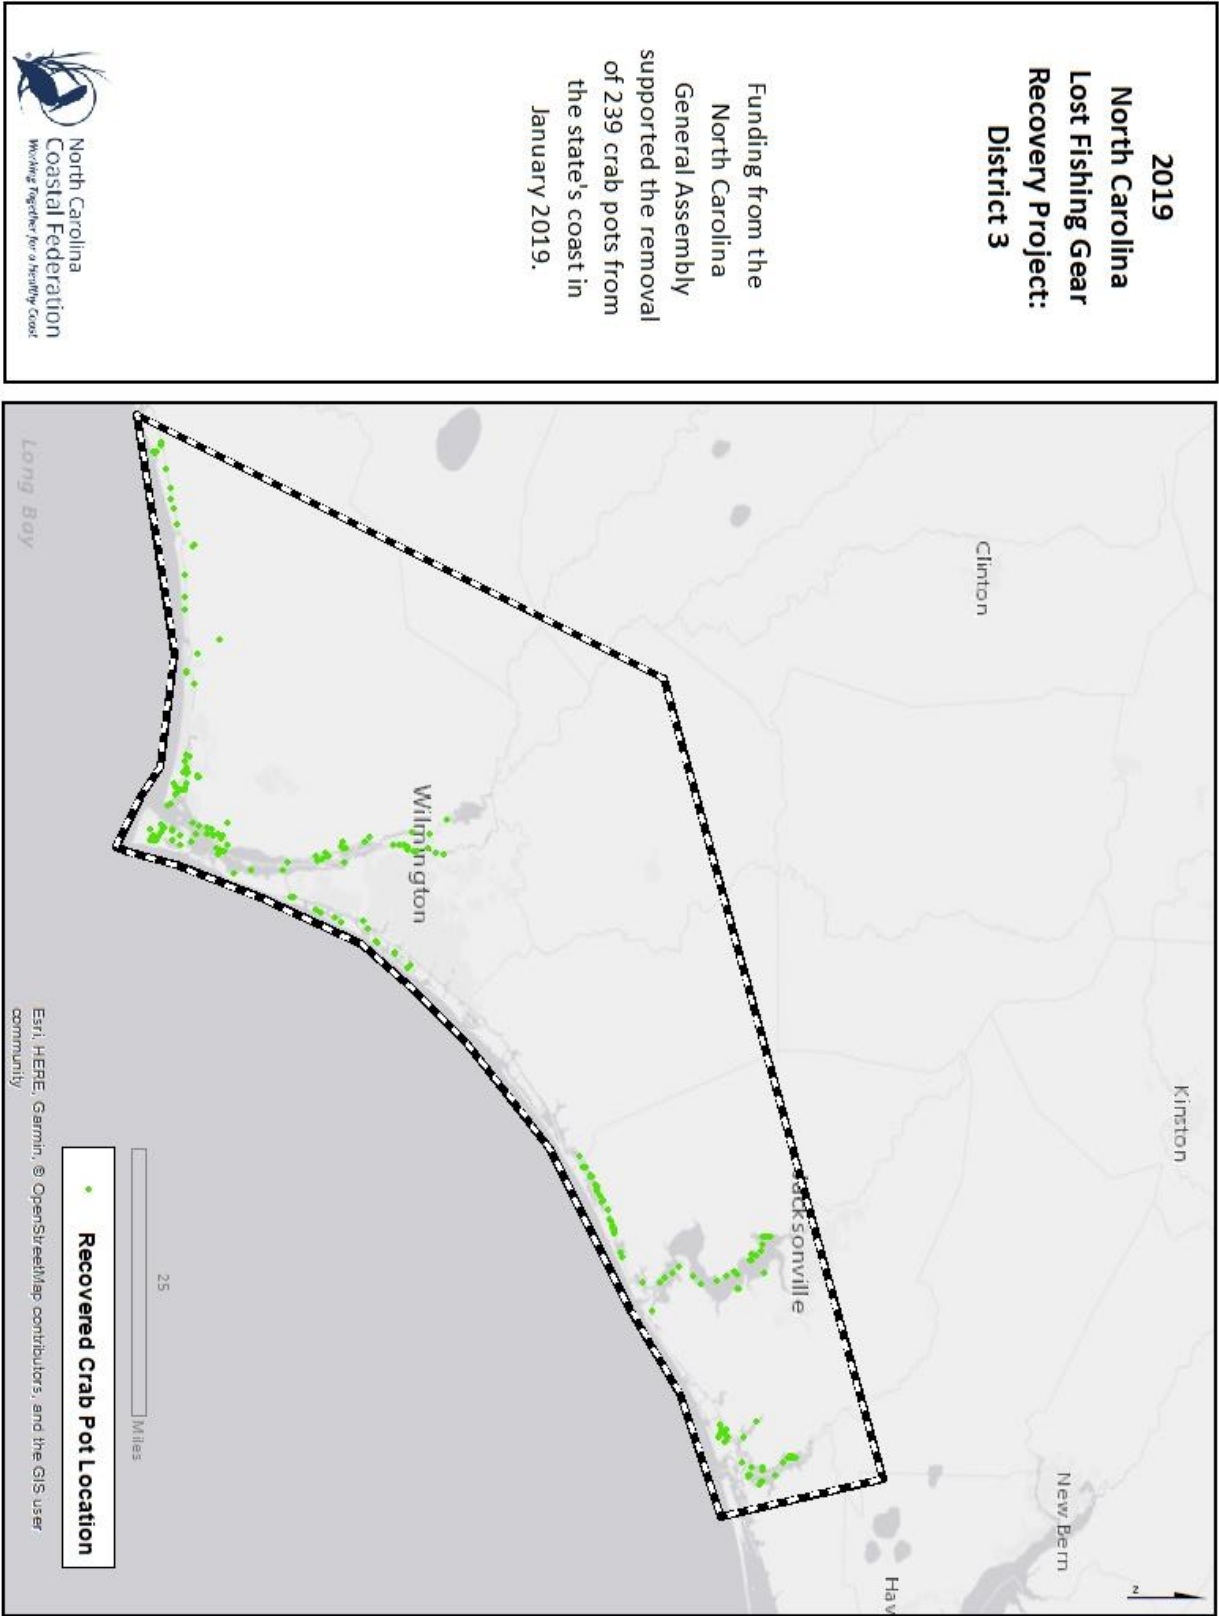 2019
North Carolina
Lost Fishing Gear
Recovery Project:
District 3
Funding from the
North Carolina
General Assembly
supported the removal
of 239 crab pots from
the state's coast in
January 2019.
North Carolina
Coastal Federation
Working Together for a Healthy Coast
Kinston
Clinton
New Bern
Hav
Jacksonville
Wilmington
Long Bay
N
25
Miles
Recovered Crab Pot Location
Esri, HERE, Garmin, © OpenStreetMap contributors, and the GIS user
community